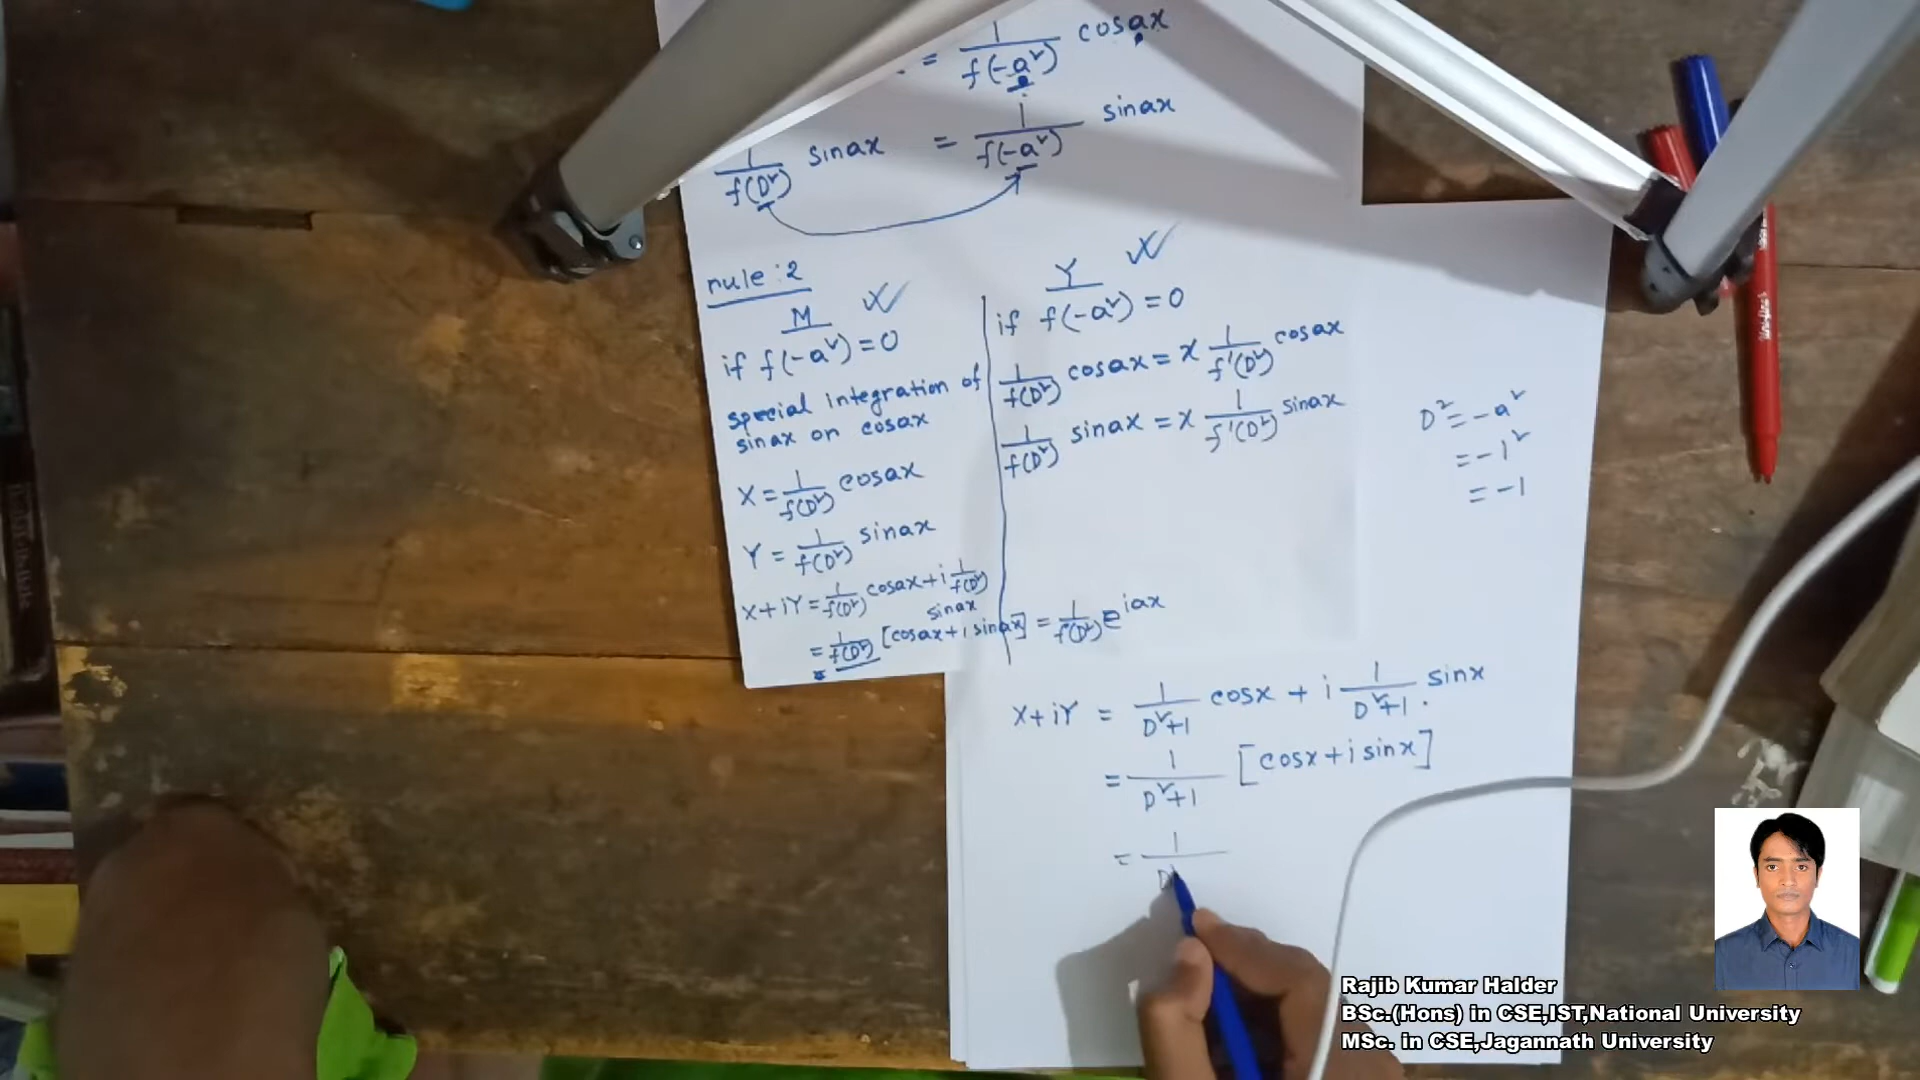 = 1/f(-a²) cosax
1/f(D²) sinax = 1/f(-a²) sinax
rule:2
M
if f(-a²)=0
special integration of
sinax or cosax
X = 1/f(D²) cosax
Y = 1/f(D²) sinax
X+iY = 1/f(D²) cosax + i 1/f(D²)
sinax
= 1/f(D²) [cosax + i sinax] = 1/f(D²) e^iax
Y
if f(-a²) = 0
1/f(D²) cosax = x 1/f'(D²) cosax
1/f(D²) sinax = x 1/f'(D²) sinax
D² = -a²
= -1²
= -1
X+iY = 1/D²+1 cosx + i 1/D²+1 . sinx
= 1/D²+1 [cosx + i sinx]
= 1/D
Rajib Kumar Halder
BSc.(Hons) in CSE,IST,National University
MSc. in CSE,Jagannath University